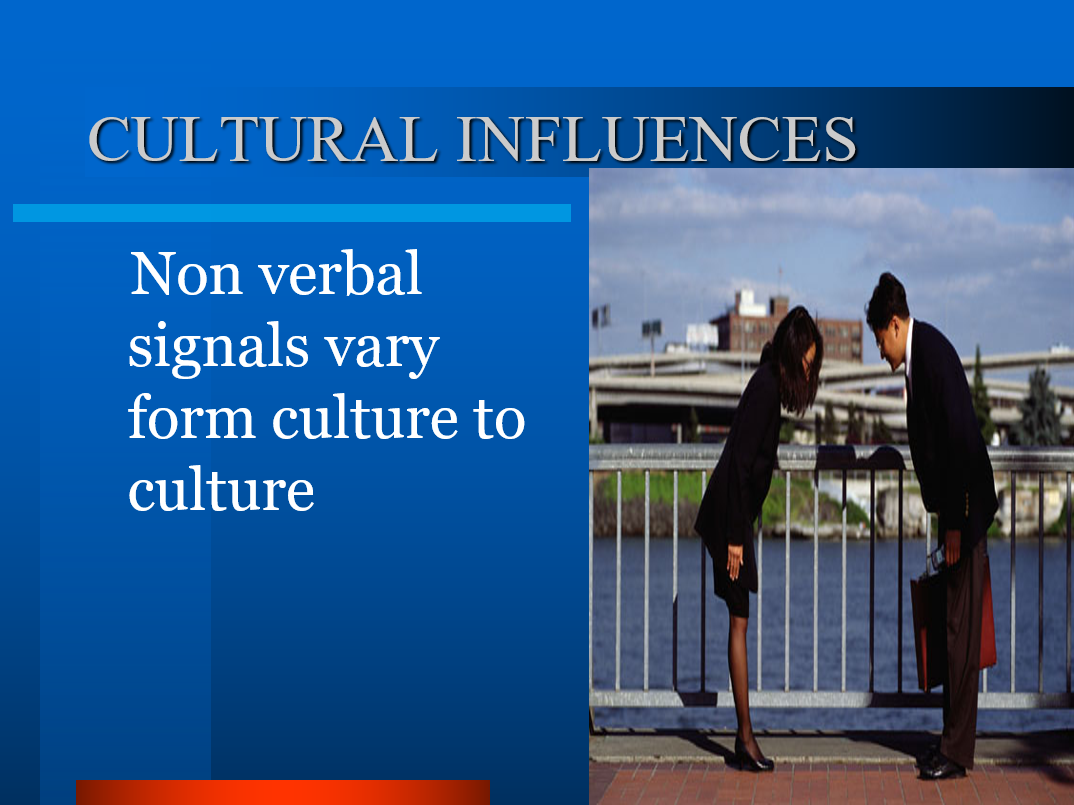 CULTURAL INFLUENCES
Non verbal
signals vary
form culture to
culture